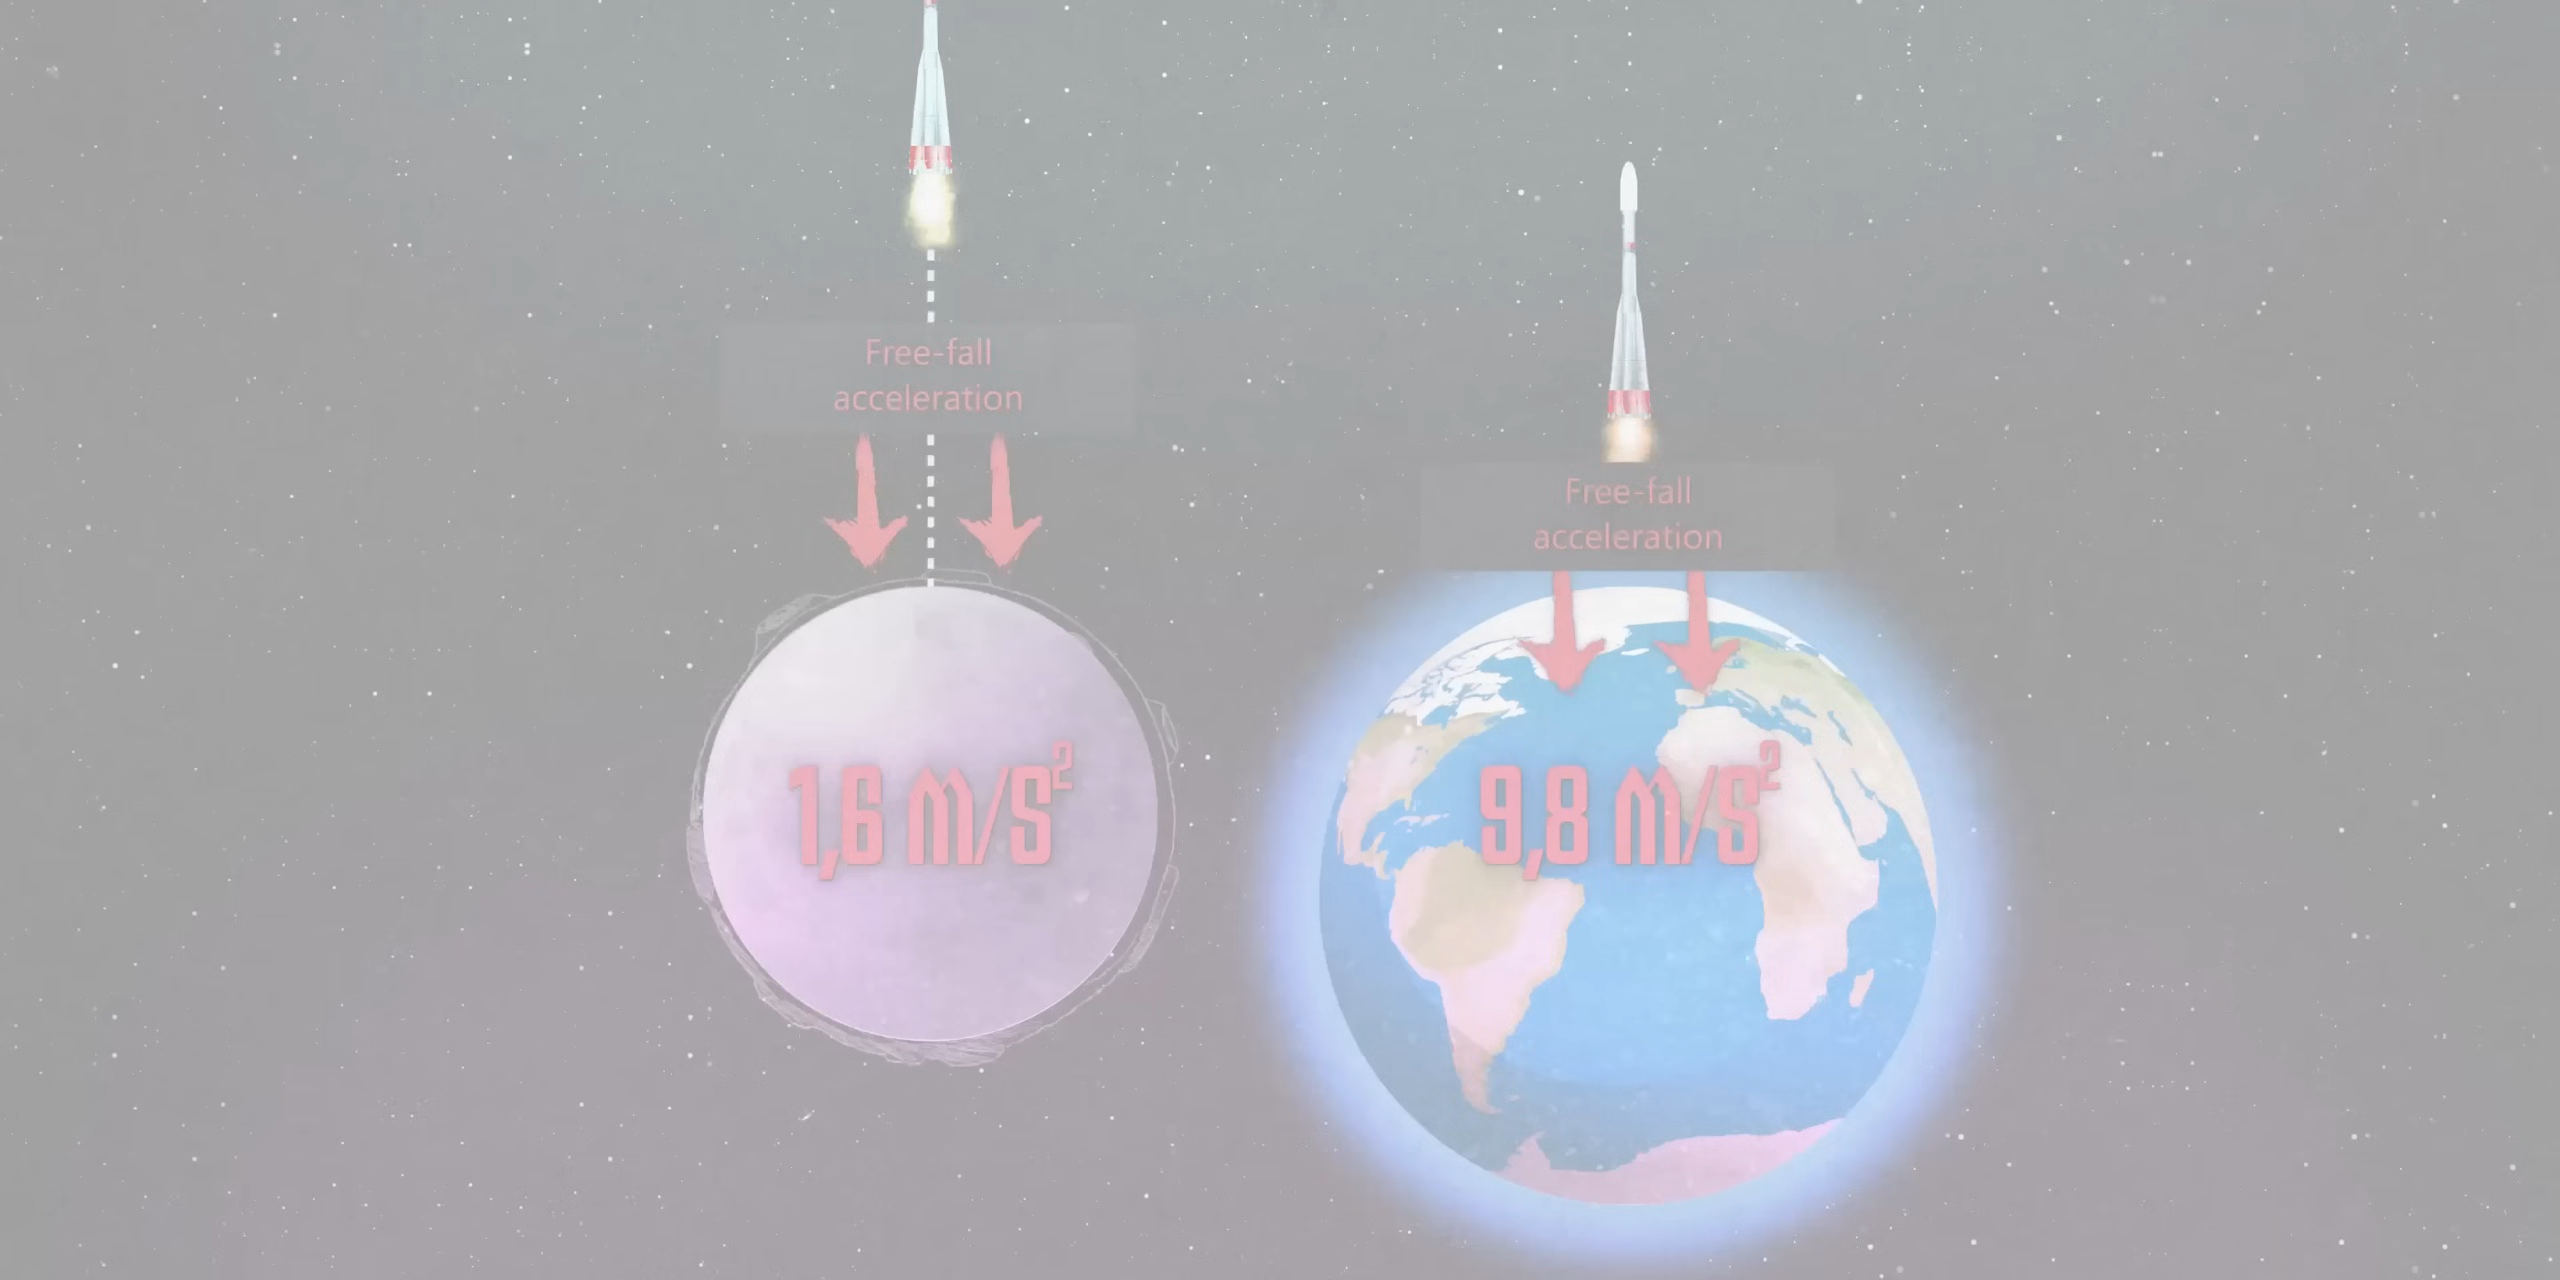 Free-fall
acceleration
1,6 M/S²
Free-fall
acceleration
9,8 M/S²